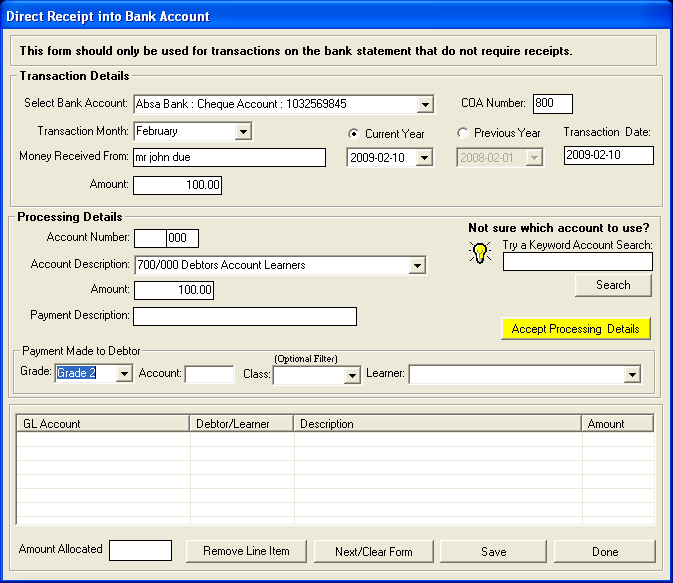 Direct Receipt into Bank Account
This form should only be used for transactions on the bank statement that do not require receipts.
Transaction Details
Select Bank Account: Absa Bank : Cheque Account : 1032569845 COA Number: 800
Transaction Month: February Current Year Previous Year Transaction Date:
Money Received From: mr john due 2009-02-10 2008-02-01 2009-02-10
Amount: 100.00
Processing Details
Not sure which account to use?
Account Number: 000
Try a Keyword Account Search:
Account Description: 700/000 Debtors Account Learners
Amount: 100.00 Search
Payment Description:
Accept Processing Details
Payment Made to Debtor
(Optional Filter)
Grade: Grade 2 Account: Class: Learner:
GL Account Debtor/Learner Description Amount
Amount Allocated Remove Line Item Next/Clear Form Save Done